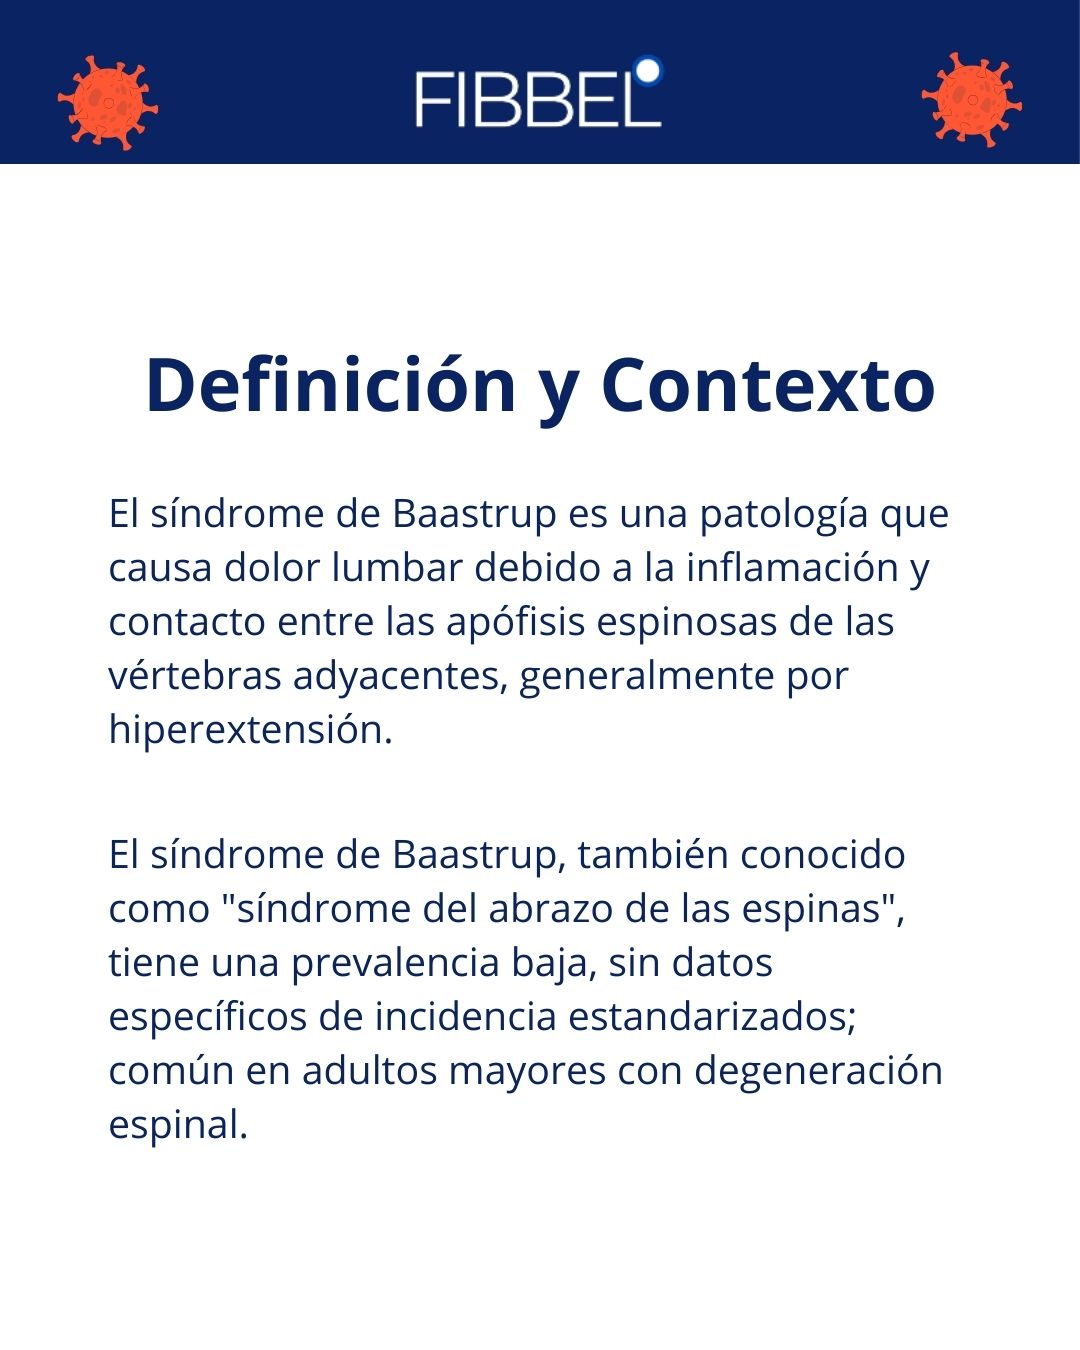 FIBBEL
Definición y Contexto
El síndrome de Baastrup es una patología que
causa dolor lumbar debido a la inflamación y
contacto entre las apófisis espinosas de las
vértebras adyacentes, generalmente por
hiperextensión.
El síndrome de Baastrup, también conocido
como "síndrome del abrazo de las espinas",
tiene una prevalencia baja, sin datos
específicos de incidencia estandarizados;
común en adultos mayores con degeneración
espinal.